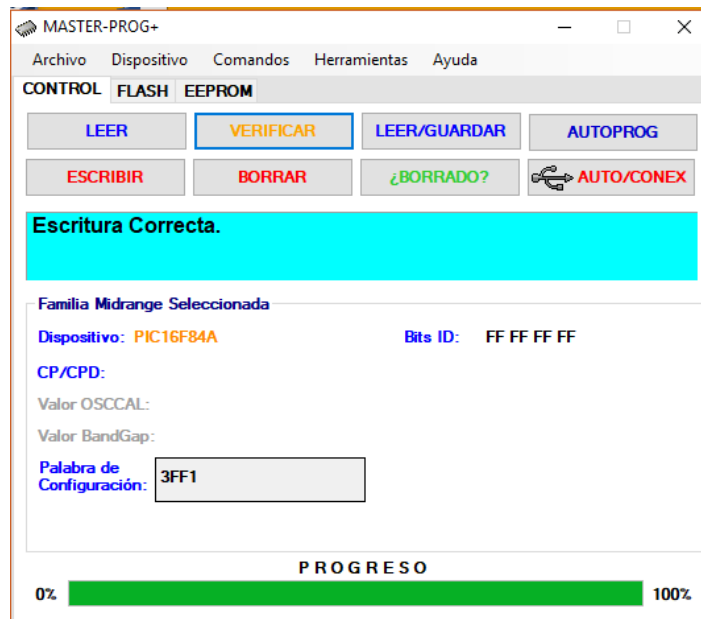 MASTER-PROG+
Archivo Dispositivo Comandos Herramientas Ayuda
CONTROL FLASH EEPROM
LEER VERIFICAR LEER/GUARDAR AUTOPROG
ESCRIBIR BORRAR ¿BORRADO? AUTO/CONEX
Escritura Correcta.
Familia Midrange Seleccionada
Dispositivo: PIC16F84A Bits ID: FF FF FF FF
CP/CPD:
Valor OSCCAL:
Valor BandGap:
Palabra de
Configuración: 3FF1
PROGRESO
0% 100%